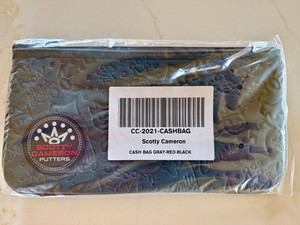 CC-2021-CASHBAG
Scotty Cameron
CASH BAG GRAY-RED-BLACK
SCOTTY
CAMERON
PUTTERS